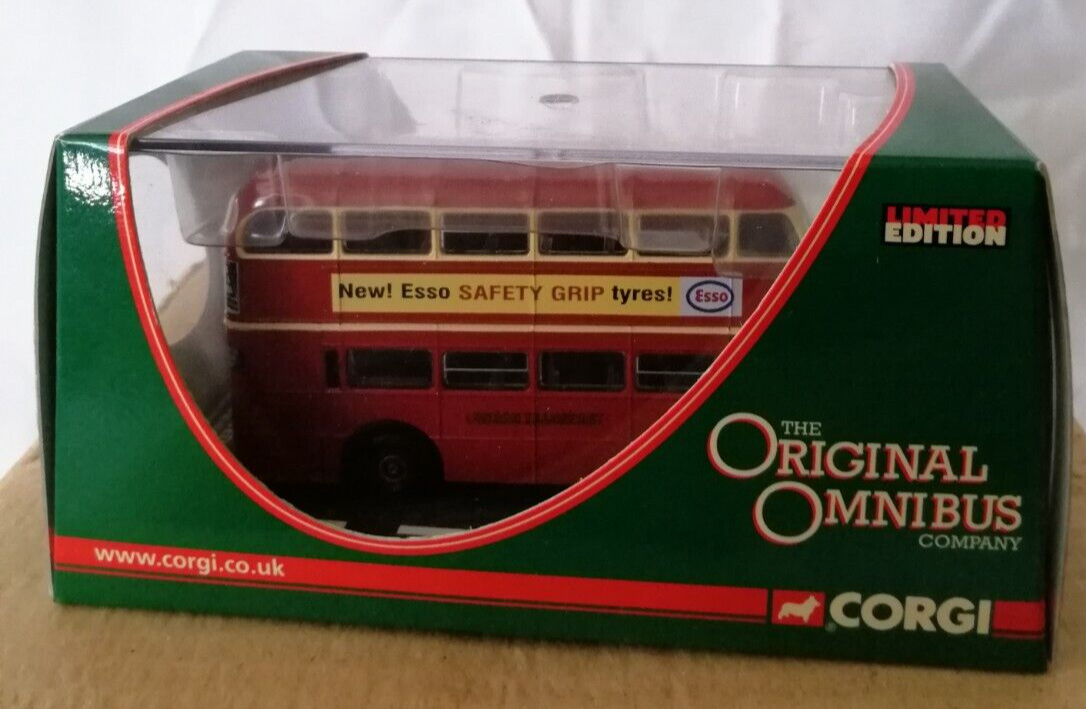 LIMITED
EDITION
New! Esso SAFETY GRIP tyres! Esso
THE
ORIGINAL
OMNIBUS
COMPANY
www.corgi.co.uk
CORGI